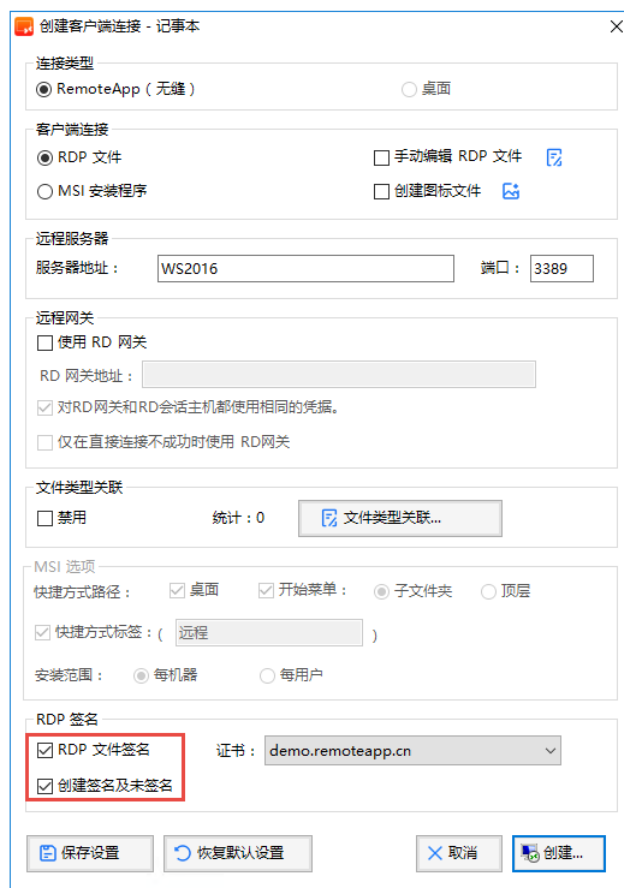 创建客户端连接 - 记事本
连接类型
RemoteApp（无缝） 桌面
客户端连接
RDP 文件 手动编辑 RDP 文件
MSI 安装程序 创建图标文件
远程服务器
服务器地址： WS2016 端口： 3389
远程网关
使用 RD 网关
RD 网关地址：
对RD网关和RD会话主机都使用相同的凭据。
仅在直接连接不成功时使用 RD网关
文件类型关联
禁用 统计：0 文件类型关联...
MSI 选项
快捷方式路径： 桌面 开始菜单： 子文件夹 顶层
快捷方式标签：( 远程 )
安装范围： 每机器 每用户
RDP 签名
RDP 文件签名 证书： demo.remoteapp.cn
创建签名及未签名
保存设置 恢复默认设置 取消 创建...